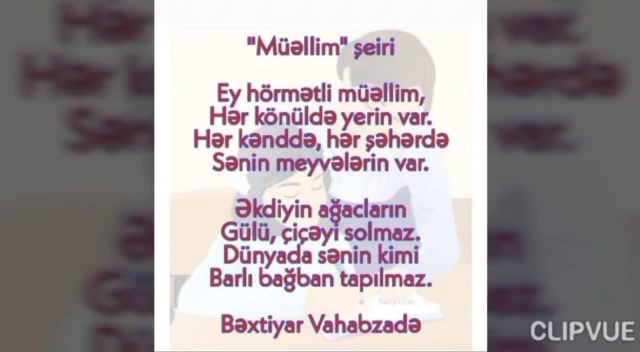 "Müəllim" şeiri
Ey hörmətli müəllim,
Hər könüldə yerin var.
Hər kənddə, hər şəhərdə
Sənin meyvələrin var.
Əkdiyin ağacların
Gülü, çiçəyi solmaz.
Dünyada sənin kimi
Barlı bağban tapılmaz.
Bəxtiyar Vahabzadə
CLIPVUE